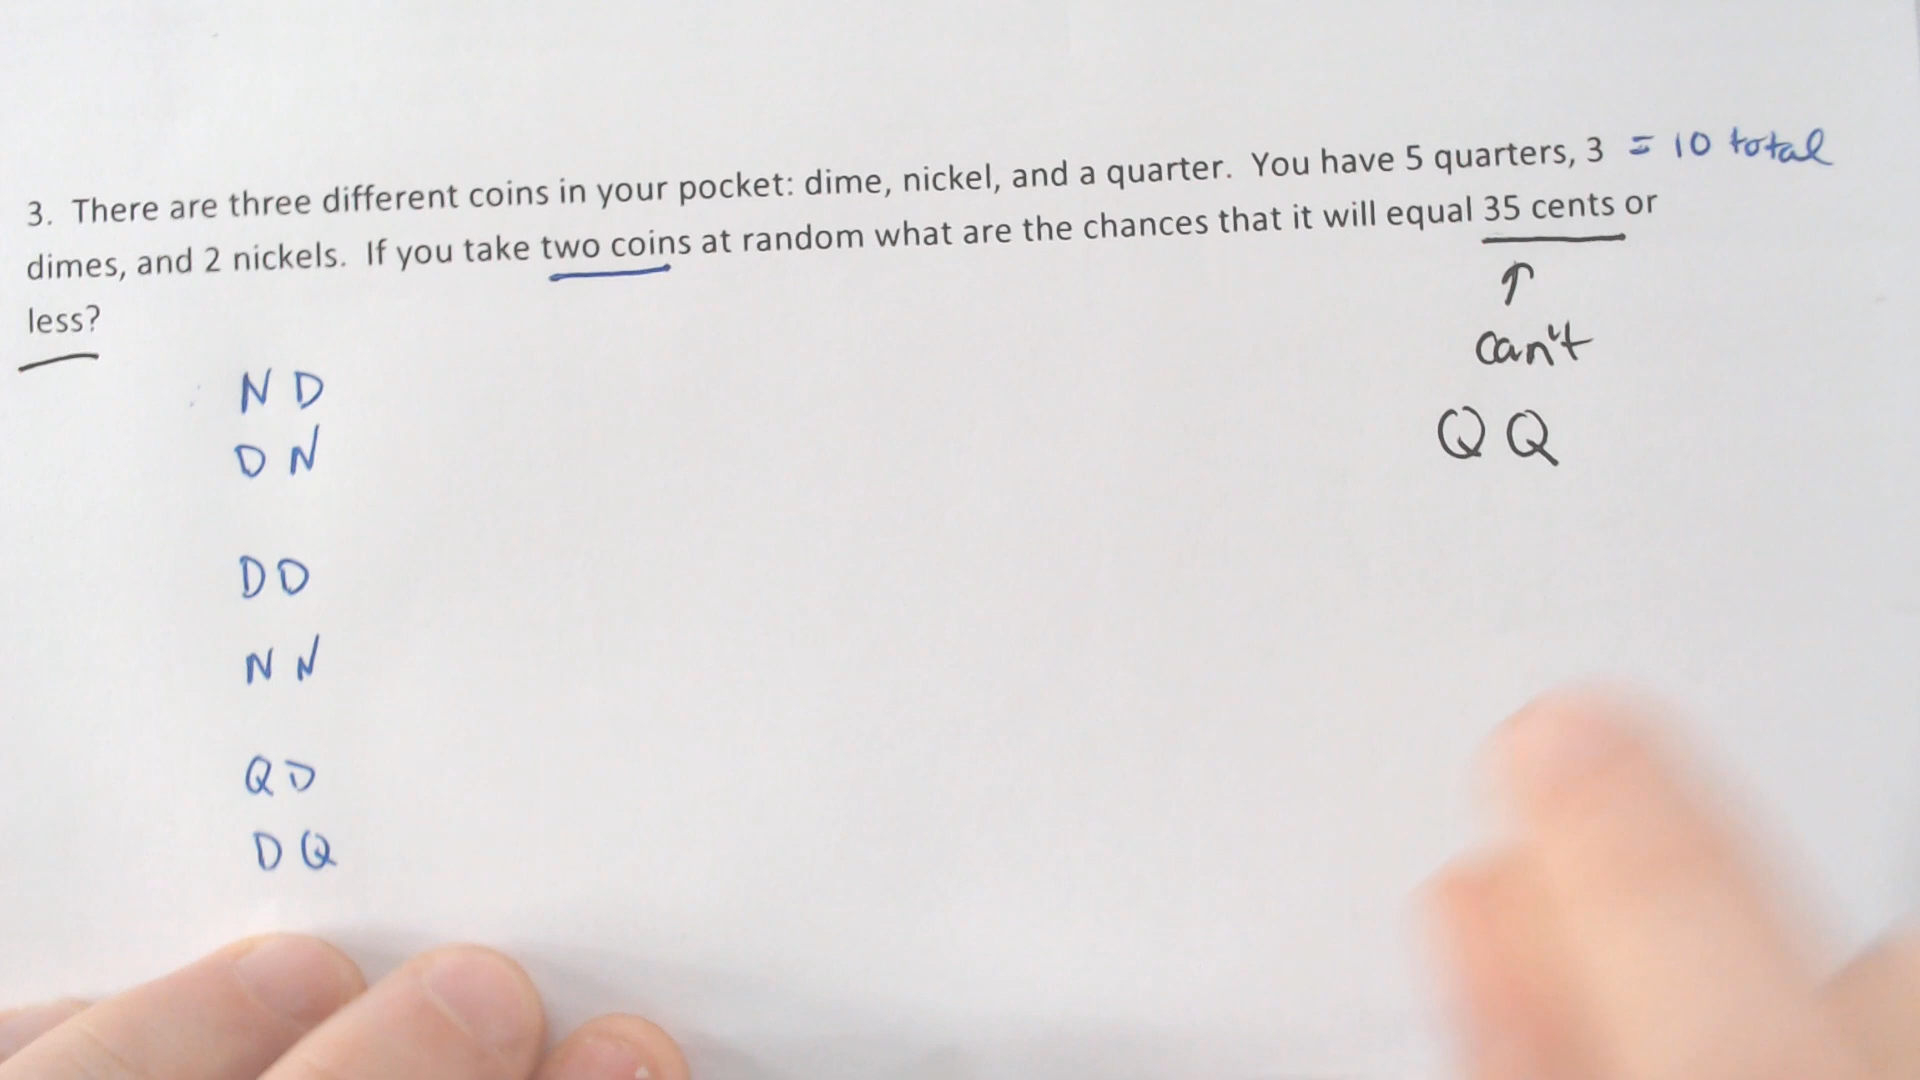 3. There are three different coins in your pocket: dime, nickel, and a quarter. You have 5 quarters, 3 = 10 total
dimes, and 2 nickels. If you take two coins at random what are the chances that it will equal 35 cents or
less?
↑
can't
N D
Q Q
D N
D D
N N
Q D
D Q